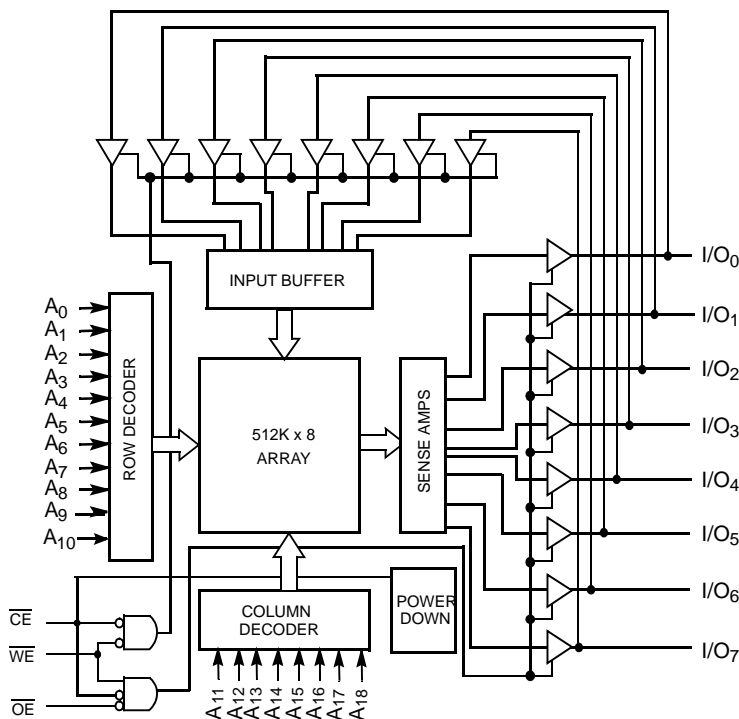 INPUT BUFFER
I/O0
I/O1
I/O2
I/O3
I/O4
I/O5
I/O6
I/O7
A0
A1
A2
A3
A4
A5
A6
A7
A8
A9
A10
ROW DECODER
512K x 8
ARRAY
SENSE AMPS
COLUMN
DECODER
POWER
DOWN
CE
WE
OE
A11
A12
A13
A14
A15
A16
A17
A18